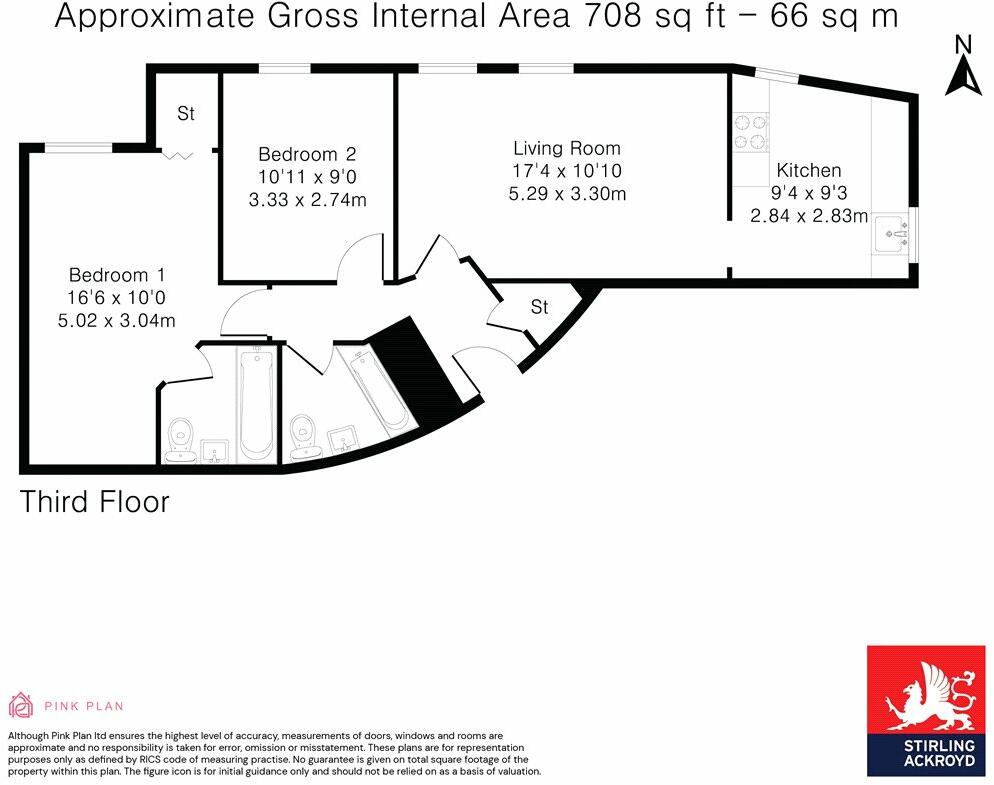 Approximate Gross Internal Area 708 sq ft – 66 sq m
N
St
Bedroom 2
10'11 x 9'0
3.33 x 2.74m
Living Room
17'4 x 10'10
5.29 x 3.30m
Kitchen
9'4 x 9'3
2.84 x 2.83m
Bedroom 1
16'6 x 10'0
5.02 x 3.04m
St
Third Floor
PINK PLAN
Although Pink Plan ltd ensures the highest level of accuracy, measurements of doors, windows and rooms are
approximate and no responsibility is taken for error, omission or misstatement. These plans are for representation
purposes only as defined by RICS code of measuring practise. No guarantee is given on total square footage of the
property within this plan. The figure icon is for initial guidance only and should not be relied on as a basis of valuation.
STIRLING
ACKROYD